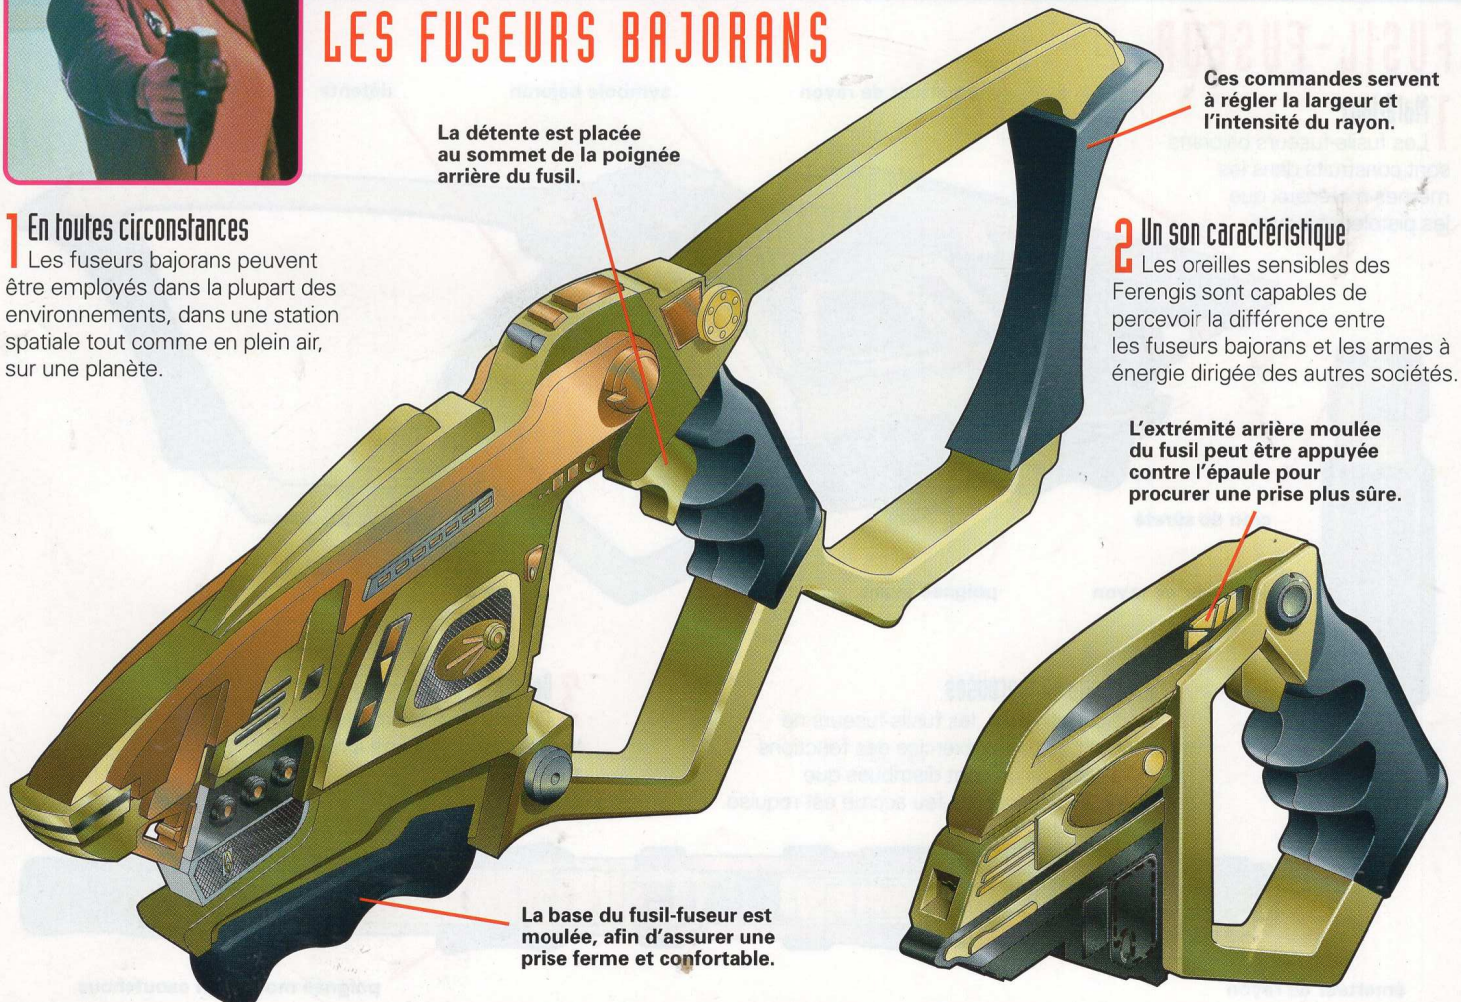 LES FUSEURS BAJORANS
La détente est placée
au sommet de la poignée
arrière du fusil.
Ces commandes servent
à régler la largeur et
l'intensité du rayon.
1 En toutes circonstances
Les fuseurs bajorans peuvent
être employés dans la plupart des
environnements, dans une station
spatiale tout comme en plein air,
sur une planète.
2 Un son caractéristique
Les oreilles sensibles des
Ferengis sont capables de
percevoir la différence entre
les fuseurs bajorans et les armes à
énergie dirigée des autres sociétés.
L'extrémité arrière moulée
du fusil peut être appuyée
contre l'épaule pour
procurer une prise plus sûre.
La base du fusil-fuseur est
moulée, afin d'assurer une
prise ferme et confortable.